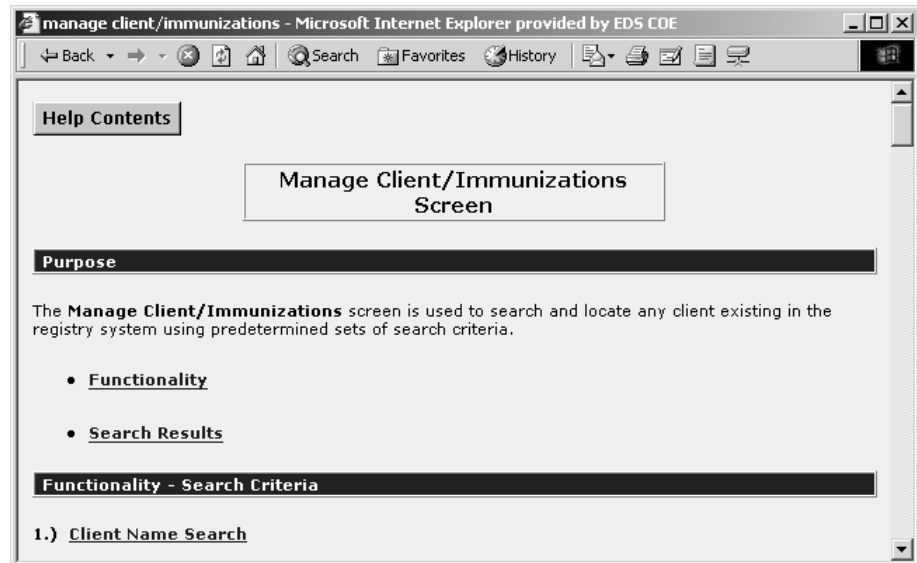 manage client/immunizations - Microsoft Internet Explorer provided by EDS COE
Back Search Favorites History
Help Contents
Manage Client/Immunizations
Screen
Purpose
The Manage Client/Immunizations screen is used to search and locate any client existing in the
registry system using predetermined sets of search criteria.
• Functionality
• Search Results
Functionality - Search Criteria
1.) Client Name Search